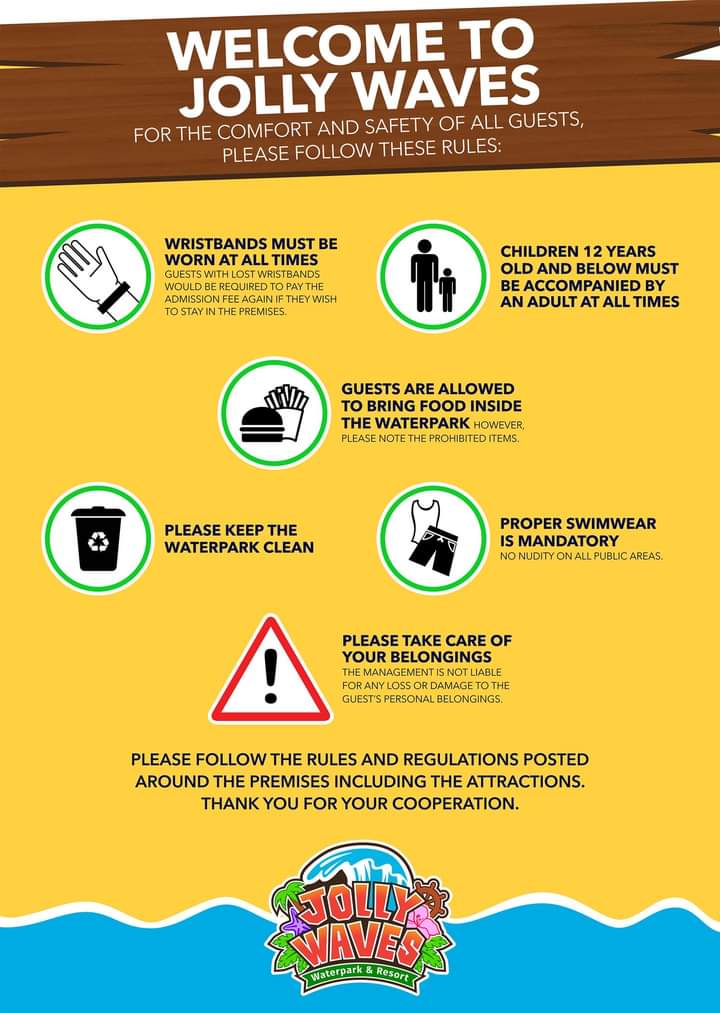 WELCOME TO
JOLLY WAVES
FOR THE COMFORT AND SAFETY OF ALL GUESTS,
PLEASE FOLLOW THESE RULES:
WRISTBANDS MUST BE
WORN AT ALL TIMES
GUESTS WITH LOST WRISTBANDS
WOULD BE REQUIRED TO PAY THE
ADMISSION FEE AGAIN IF THEY WISH
TO STAY IN THE PREMISES.
CHILDREN 12 YEARS
OLD AND BELOW MUST
BE ACCOMPANIED BY
AN ADULT AT ALL TIMES
GUESTS ARE ALLOWED
TO BRING FOOD INSIDE
THE WATERPARK HOWEVER,
PLEASE NOTE THE PROHIBITED ITEMS.
PLEASE KEEP THE
WATERPARK CLEAN
PROPER SWIMWEAR
IS MANDATORY
NO NUDITY ON ALL PUBLIC AREAS.
PLEASE TAKE CARE OF
YOUR BELONGINGS
THE MANAGEMENT IS NOT LIABLE
FOR ANY LOSS OR DAMAGE TO THE
GUEST'S PERSONAL BELONGINGS.
PLEASE FOLLOW THE RULES AND REGULATIONS POSTED
AROUND THE PREMISES INCLUDING THE ATTRACTIONS.
THANK YOU FOR YOUR COOPERATION.
JOLLY
WAVES
Waterpark & Resort